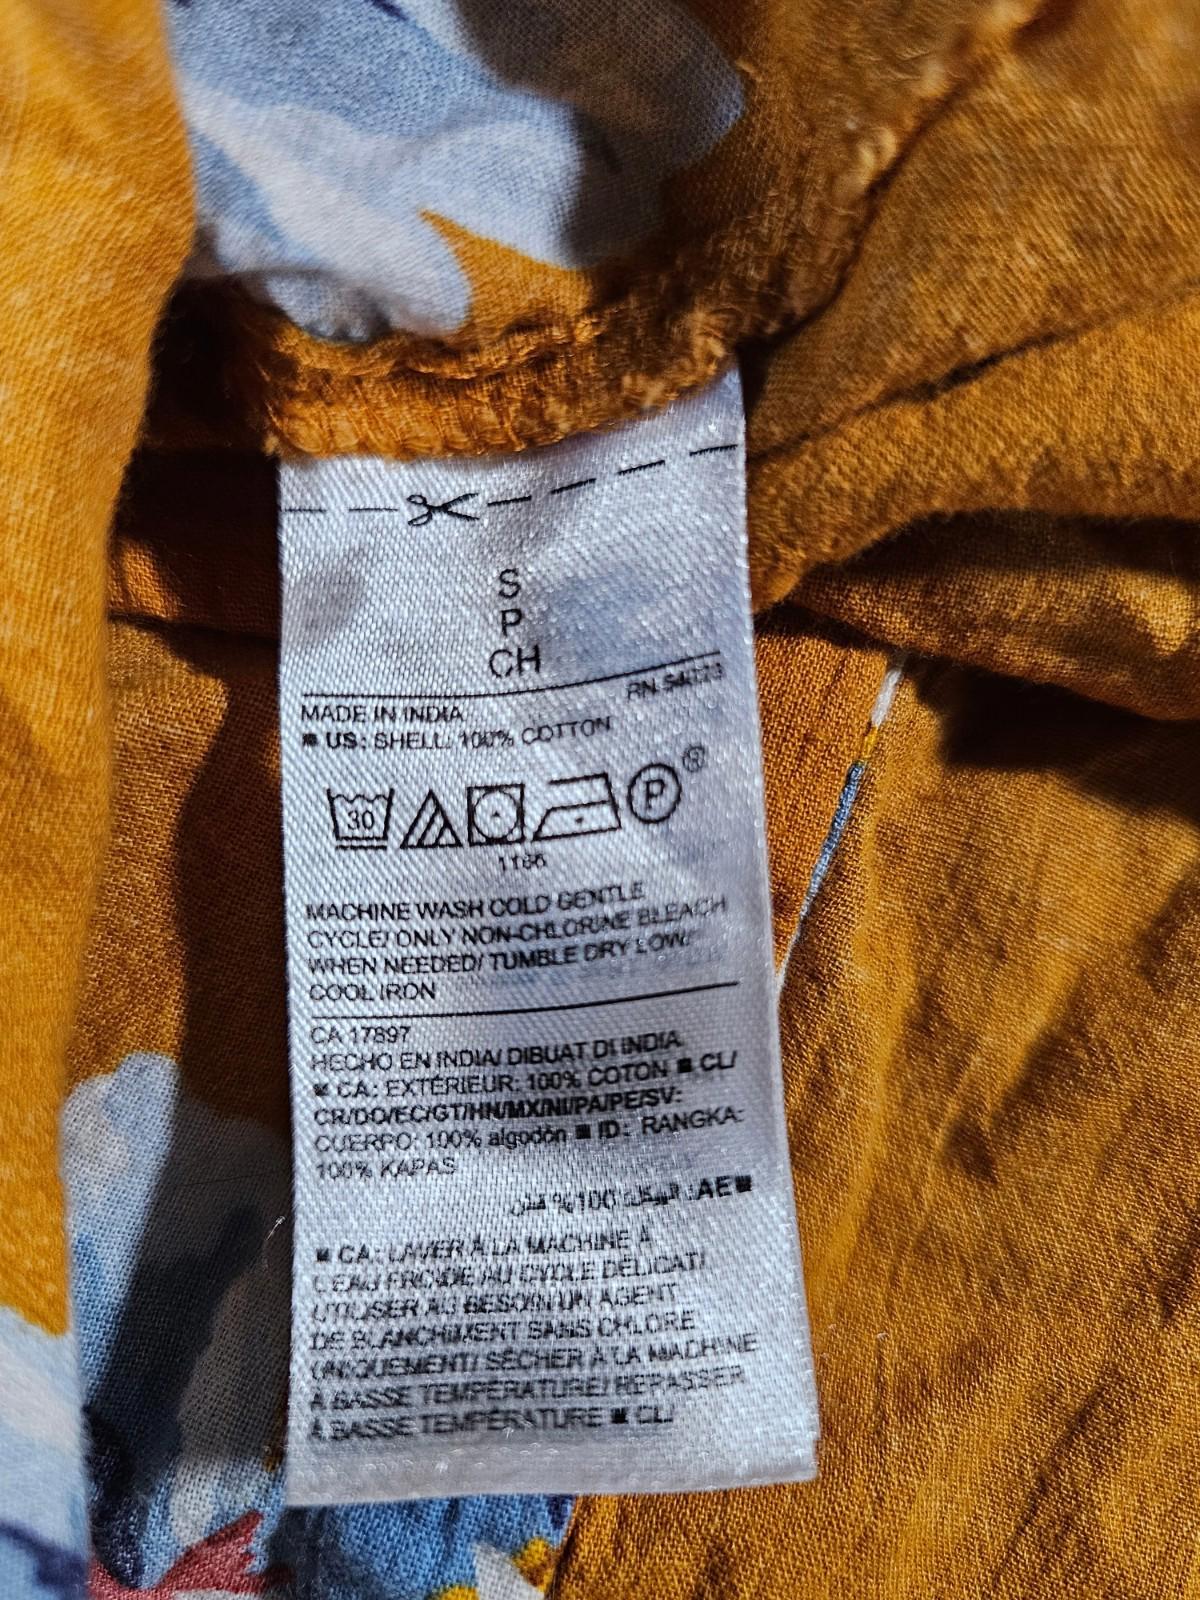 S
P
CH
MADE IN INDIA
■ US: SHELL: 100% COTTON
30
P®
MACHINE WASH COLD GENTLE
CYCLE/ ONLY NON-CHLORINE BLEACH
WHEN NEEDED/ TUMBLE DRY LOW/
COOL IRON
CA 17897
HECHO EN INDIA/ DIBUAT DI INDIA
■ CA: EXTÉRIEUR: 100% COTON ■ CL/
CR/DO/EC/GT/HN/MX/NI/PA/PE/SV:
CUERPO: 100% algodón ■ ID: RANGKA:
100% KAPAS
■ CA: LAVER À LA MACHINE À
L'EAU FROIDE AU CYCLE DÉLICAT/
UTILISER AU BESOIN UN AGENT
DE BLANCHIMENT SANS CHLORE
UNIQUEMENT/ SÉCHER À LA MACHINE
À BASSE TEMPÉRATURE/ REPASSER
À BASSE TEMPÉRATURE ■ CL/